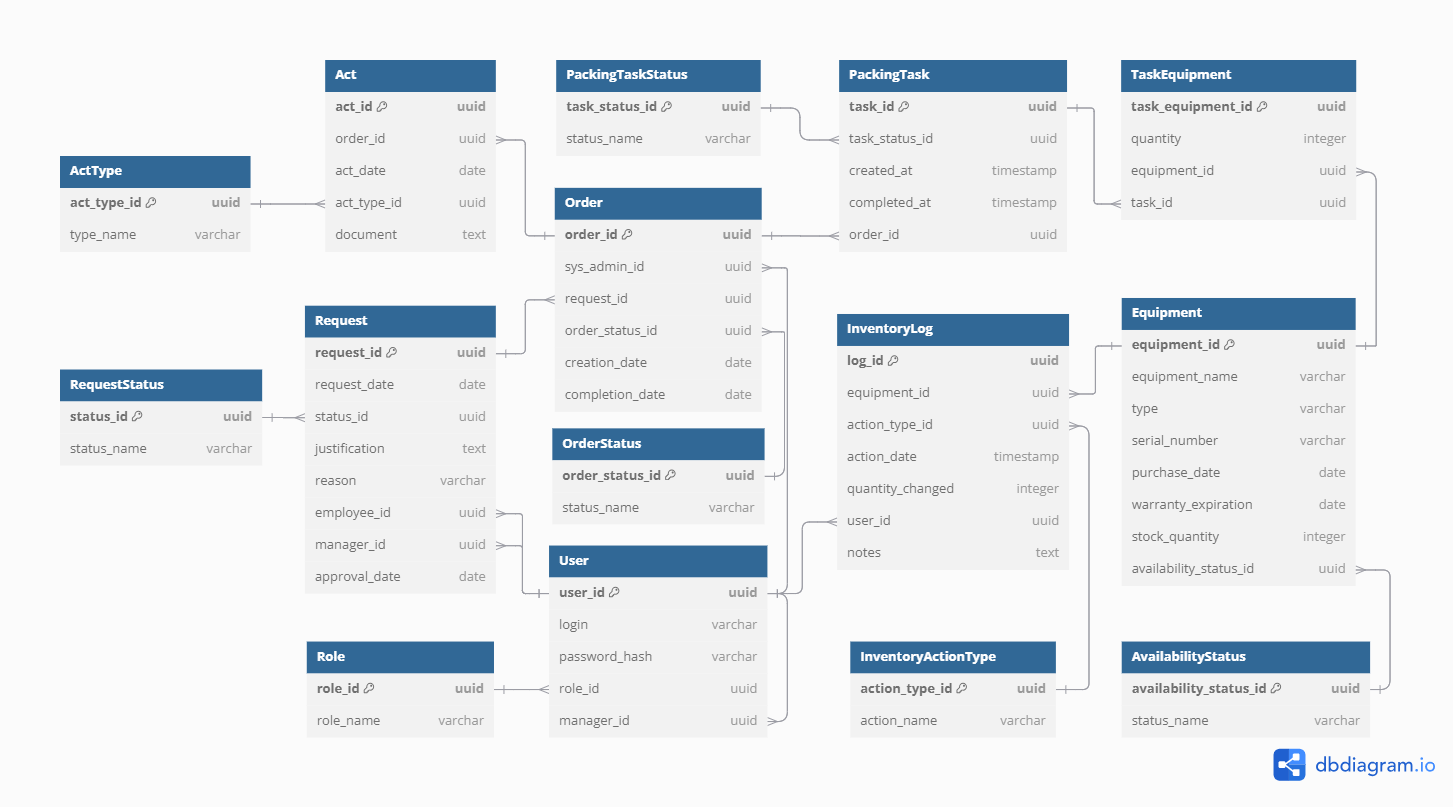 Act
act_id uuid
order_id uuid
act_date date
act_type_id uuid
document text
PackingTaskStatus
task_status_id uuid
status_name varchar
PackingTask
task_id uuid
task_status_id uuid
created_at timestamp
completed_at timestamp
order_id uuid
TaskEquipment
task_equipment_id uuid
quantity integer
equipment_id uuid
task_id uuid
ActType
act_type_id uuid
type_name varchar
Order
order_id uuid
sys_admin_id uuid
request_id uuid
order_status_id uuid
creation_date date
completion_date date
Request
request_id uuid
request_date date
status_id uuid
justification text
reason varchar
employee_id uuid
manager_id uuid
approval_date date
InventoryLog
log_id uuid
equipment_id uuid
action_type_id uuid
action_date timestamp
quantity_changed integer
user_id uuid
notes text
Equipment
equipment_id uuid
equipment_name varchar
type varchar
serial_number varchar
purchase_date date
warranty_expiration date
stock_quantity integer
availability_status_id uuid
RequestStatus
status_id uuid
status_name varchar
OrderStatus
order_status_id uuid
status_name varchar
User
user_id uuid
login varchar
password_hash varchar
role_id uuid
manager_id uuid
Role
role_id uuid
role_name varchar
InventoryActionType
action_type_id uuid
action_name varchar
AvailabilityStatus
availability_status_id uuid
status_name varchar
dbdiagram.io